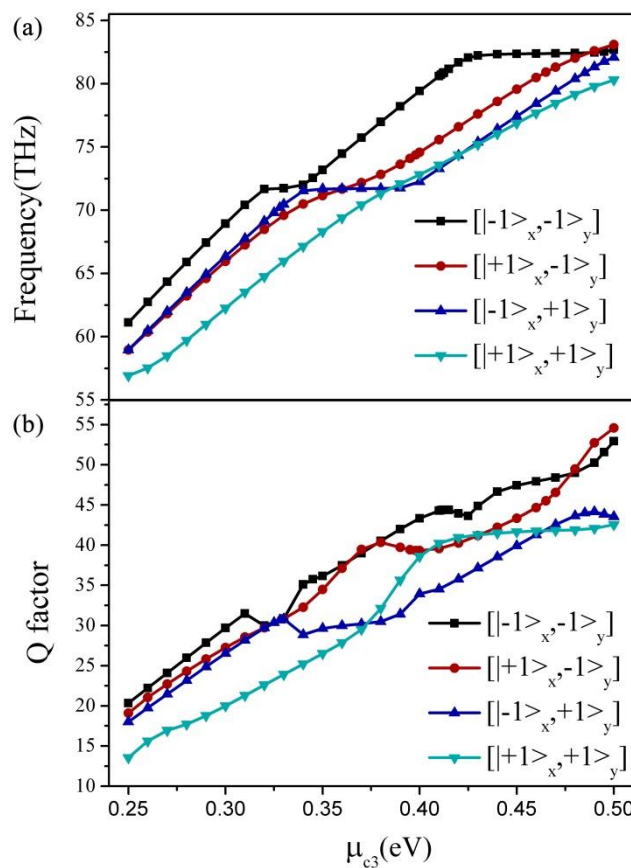 (a)
85
80
75
70
65
60
55
Frequency(THz)
[|-1>x,-1>y]
[|+1>x,-1>y]
[|-1>x,+1>y]
[|+1>x,+1>y]
(b)
55
50
45
40
35
30
25
20
15
10
Q factor
[|-1>x,-1>y]
[|+1>x,-1>y]
[|-1>x,+1>y]
[|+1>x,+1>y]
0.25 0.30 0.35 0.40 0.45 0.50
μc3(eV)